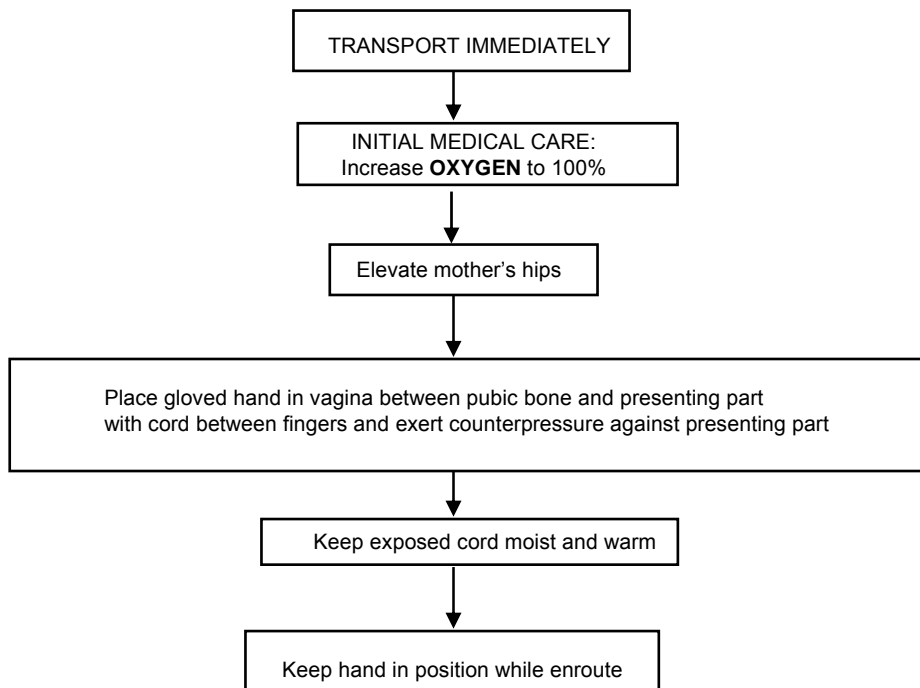 TRANSPORT IMMEDIATELY
INITIAL MEDICAL CARE:
Increase OXYGEN to 100%
Elevate mother’s hips
Place gloved hand in vagina between pubic bone and presenting part
with cord between fingers and exert counterpressure against presenting part
Keep exposed cord moist and warm
Keep hand in position while enroute